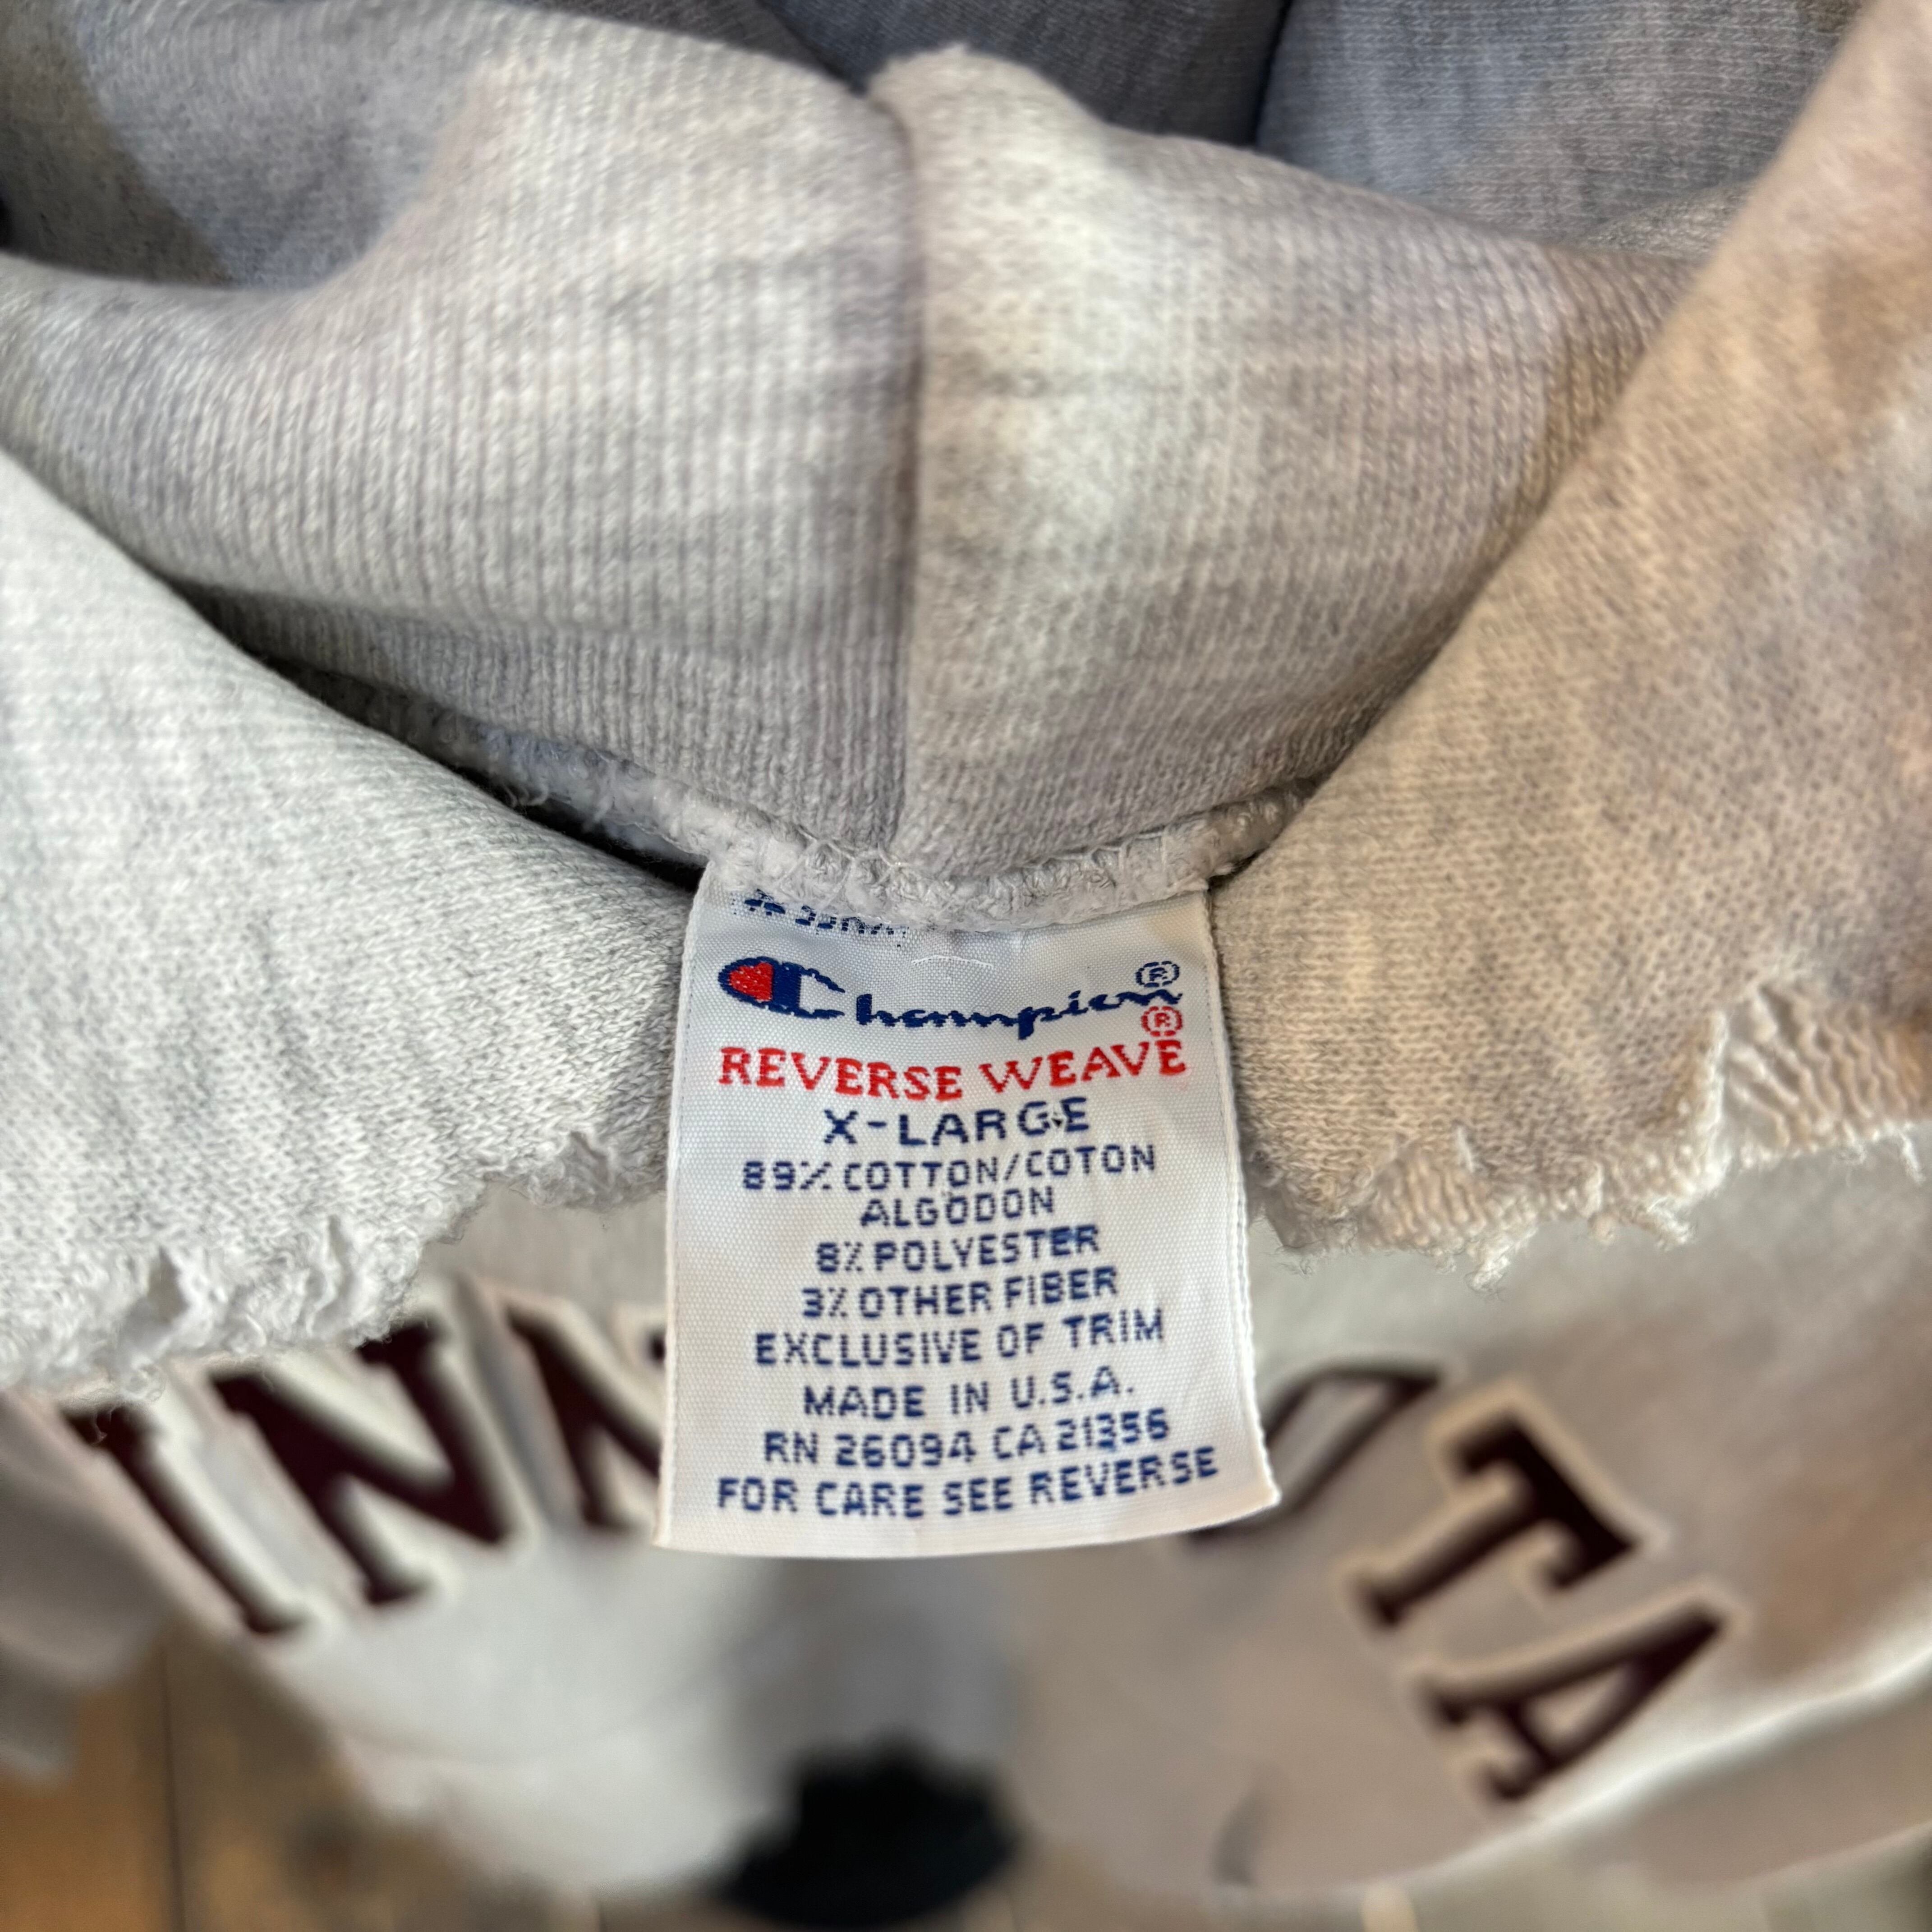 Champion®
REVERSE WEAVE®
X-LARGE
89% COTTON/COTON
ALGODON
8% POLYESTER
3% OTHER FIBER
EXCLUSIVE OF TRIM
MADE IN U.S.A.
RN 26094 CA 21356
FOR CARE SEE REVERSE